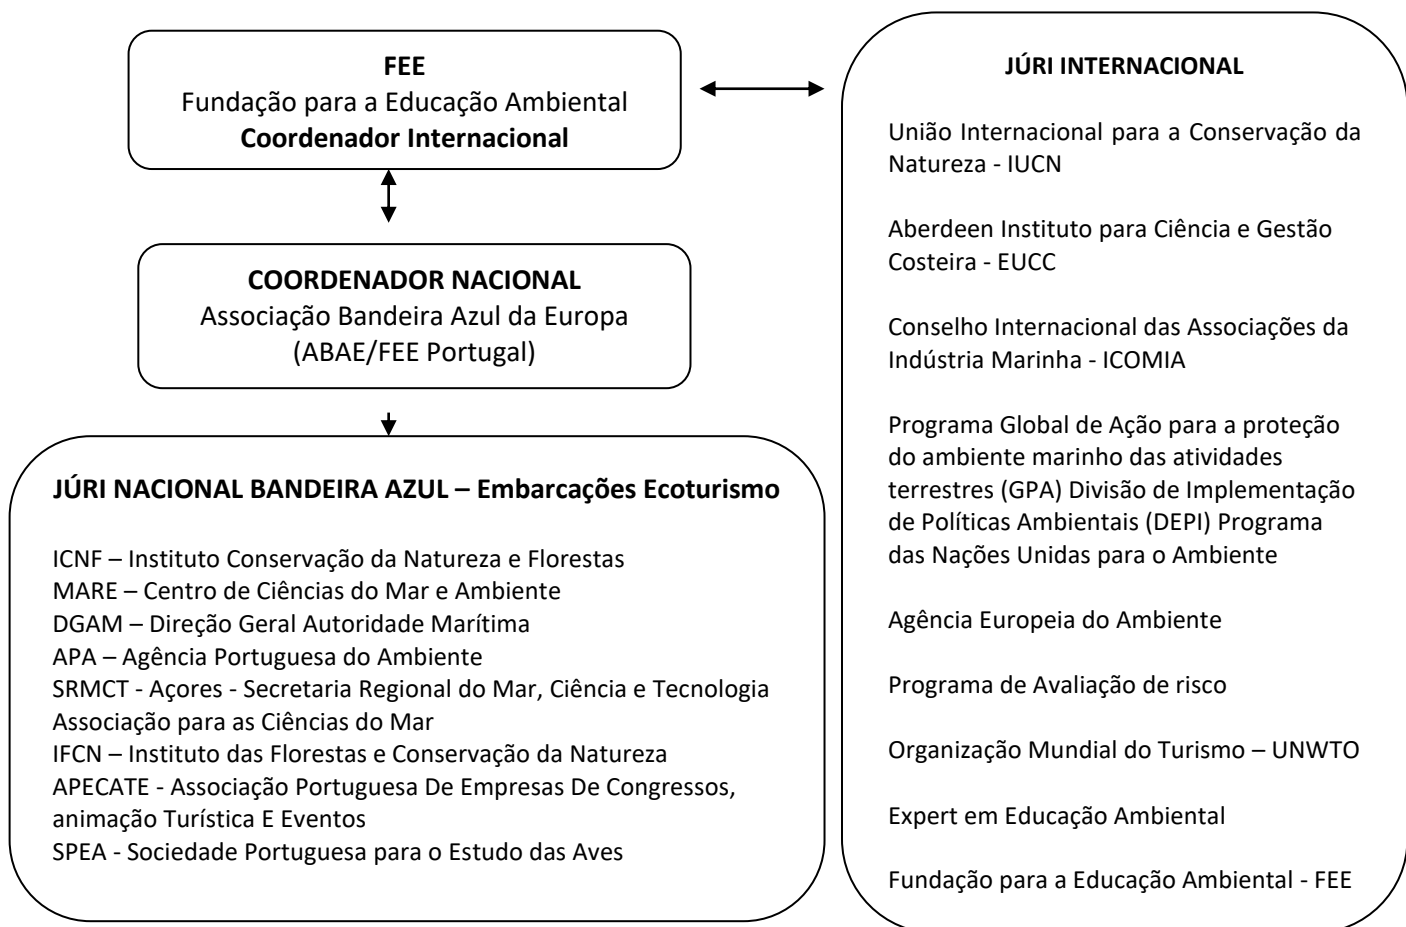 FEE
Fundação para a Educação Ambiental
Coordenador Internacional
COORDENADOR NACIONAL
Associação Bandeira Azul da Europa
(ABAE/FEE Portugal)
JÚRI NACIONAL BANDEIRA AZUL – Embarcações Ecoturismo
ICNF – Instituto Conservação da Natureza e Florestas
MARE – Centro de Ciências do Mar e Ambiente
DGAM – Direção Geral Autoridade Marítima
APA – Agência Portuguesa do Ambiente
SRMCT - Açores - Secretaria Regional do Mar, Ciência e Tecnologia
Associação para as Ciências do Mar
IFCN – Instituto das Florestas e Conservação da Natureza
APECATE - Associação Portuguesa De Empresas De Congressos,
animação Turística E Eventos
SPEA - Sociedade Portuguesa para o Estudo das Aves
JÚRI INTERNACIONAL
União Internacional para a Conservação da
Natureza - IUCN
Aberdeen Instituto para Ciência e Gestão
Costeira - EUCC
Conselho Internacional das Associações da
Indústria Marinha - ICOMIA
Programa Global de Ação para a proteção
do ambiente marinho das atividades
terrestres (GPA) Divisão de Implementação
de Políticas Ambientais (DEPI) Programa
das Nações Unidas para o Ambiente
Agência Europeia do Ambiente
Programa de Avaliação de risco
Organização Mundial do Turismo – UNWTO
Expert em Educação Ambiental
Fundação para a Educação Ambiental - FEE